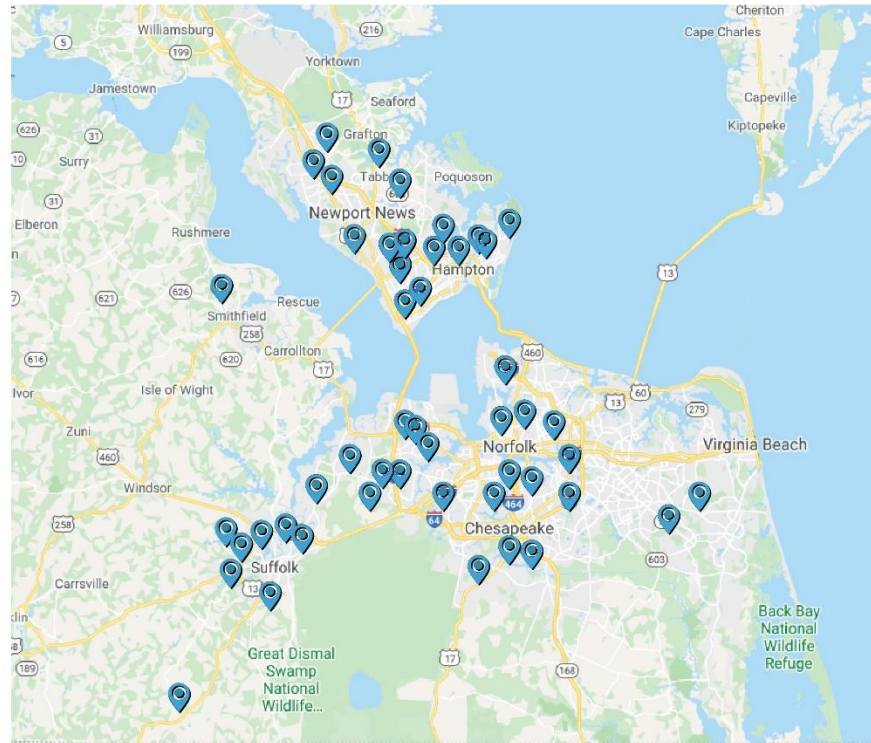 Cheriton
Williamsburg
216
Cape Charles
5
199
Yorktown
Jamestown
17
Seaford
Capeville
Grafton
Kiptopeke
626
31
Surry
10
Tabb
Poquoson
31
Newport News
Elberon
Rushmere
Hampton
13
621
626
Rescue
Smithfield
258
Carrollton
460
616
620
17
60
Isle of Wight
13
279
Zuni
Norfolk
Virginia Beach
460
Windsor
464
258
64
Chesapeake
603
Suffolk
Carrsville
13
58
Back Bay
National
Wildlife
Refuge
Great Dismal
Swamp
National
Wildlife...
17
168
189